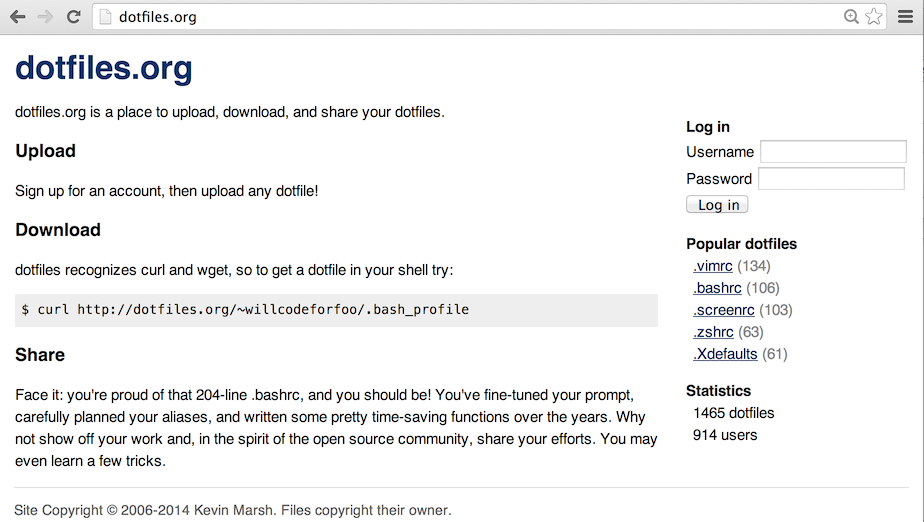 dotfiles.org
dotfiles.org
dotfiles.org is a place to upload, download, and share your dotfiles.
Upload
Sign up for an account, then upload any dotfile!
Download
dotfiles recognizes curl and wget, so to get a dotfile in your shell try:
$ curl http://dotfiles.org/~willcodeforfoo/.bash_profile
Share
Face it: you're proud of that 204-line .bashrc, and you should be! You've fine-tuned your prompt,
carefully planned your aliases, and written some pretty time-saving functions over the years. Why
not show off your work and, in the spirit of the open source community, share your efforts. You may
even learn a few tricks.
Log in
Username
Password
Log in
Popular dotfiles
.vimrc (134)
.bashrc (106)
.screenrc (103)
.zshrc (63)
.Xdefaults (61)
Statistics
1465 dotfiles
914 users
Site Copyright © 2006-2014 Kevin Marsh. Files copyright their owner.